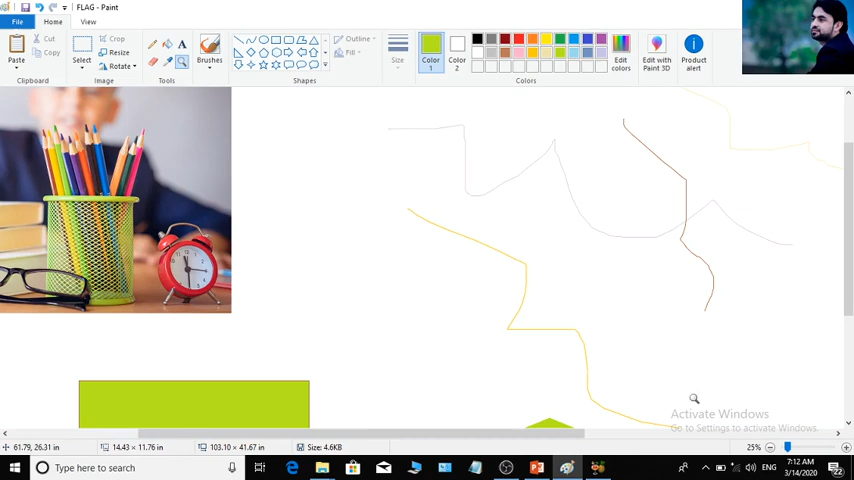 FLAG - Paint
File
Home
View
Paste
Cut
Copy
Clipboard
Select
Crop
Resize
Rotate
Image
A
Tools
Brushes
Shapes
Outline
Fill
Size
Color 1
Color 2
Colors
Edit colors
Edit with Paint 3D
Product alert
Activate Windows
Go to Settings to activate Windows.
61.79, 26.31 in
14.43 × 11.76 in
103.10 × 41.67 in
Size: 4.6KB
25%
Type here to search
ENG
7:12 AM
3/14/2020
22